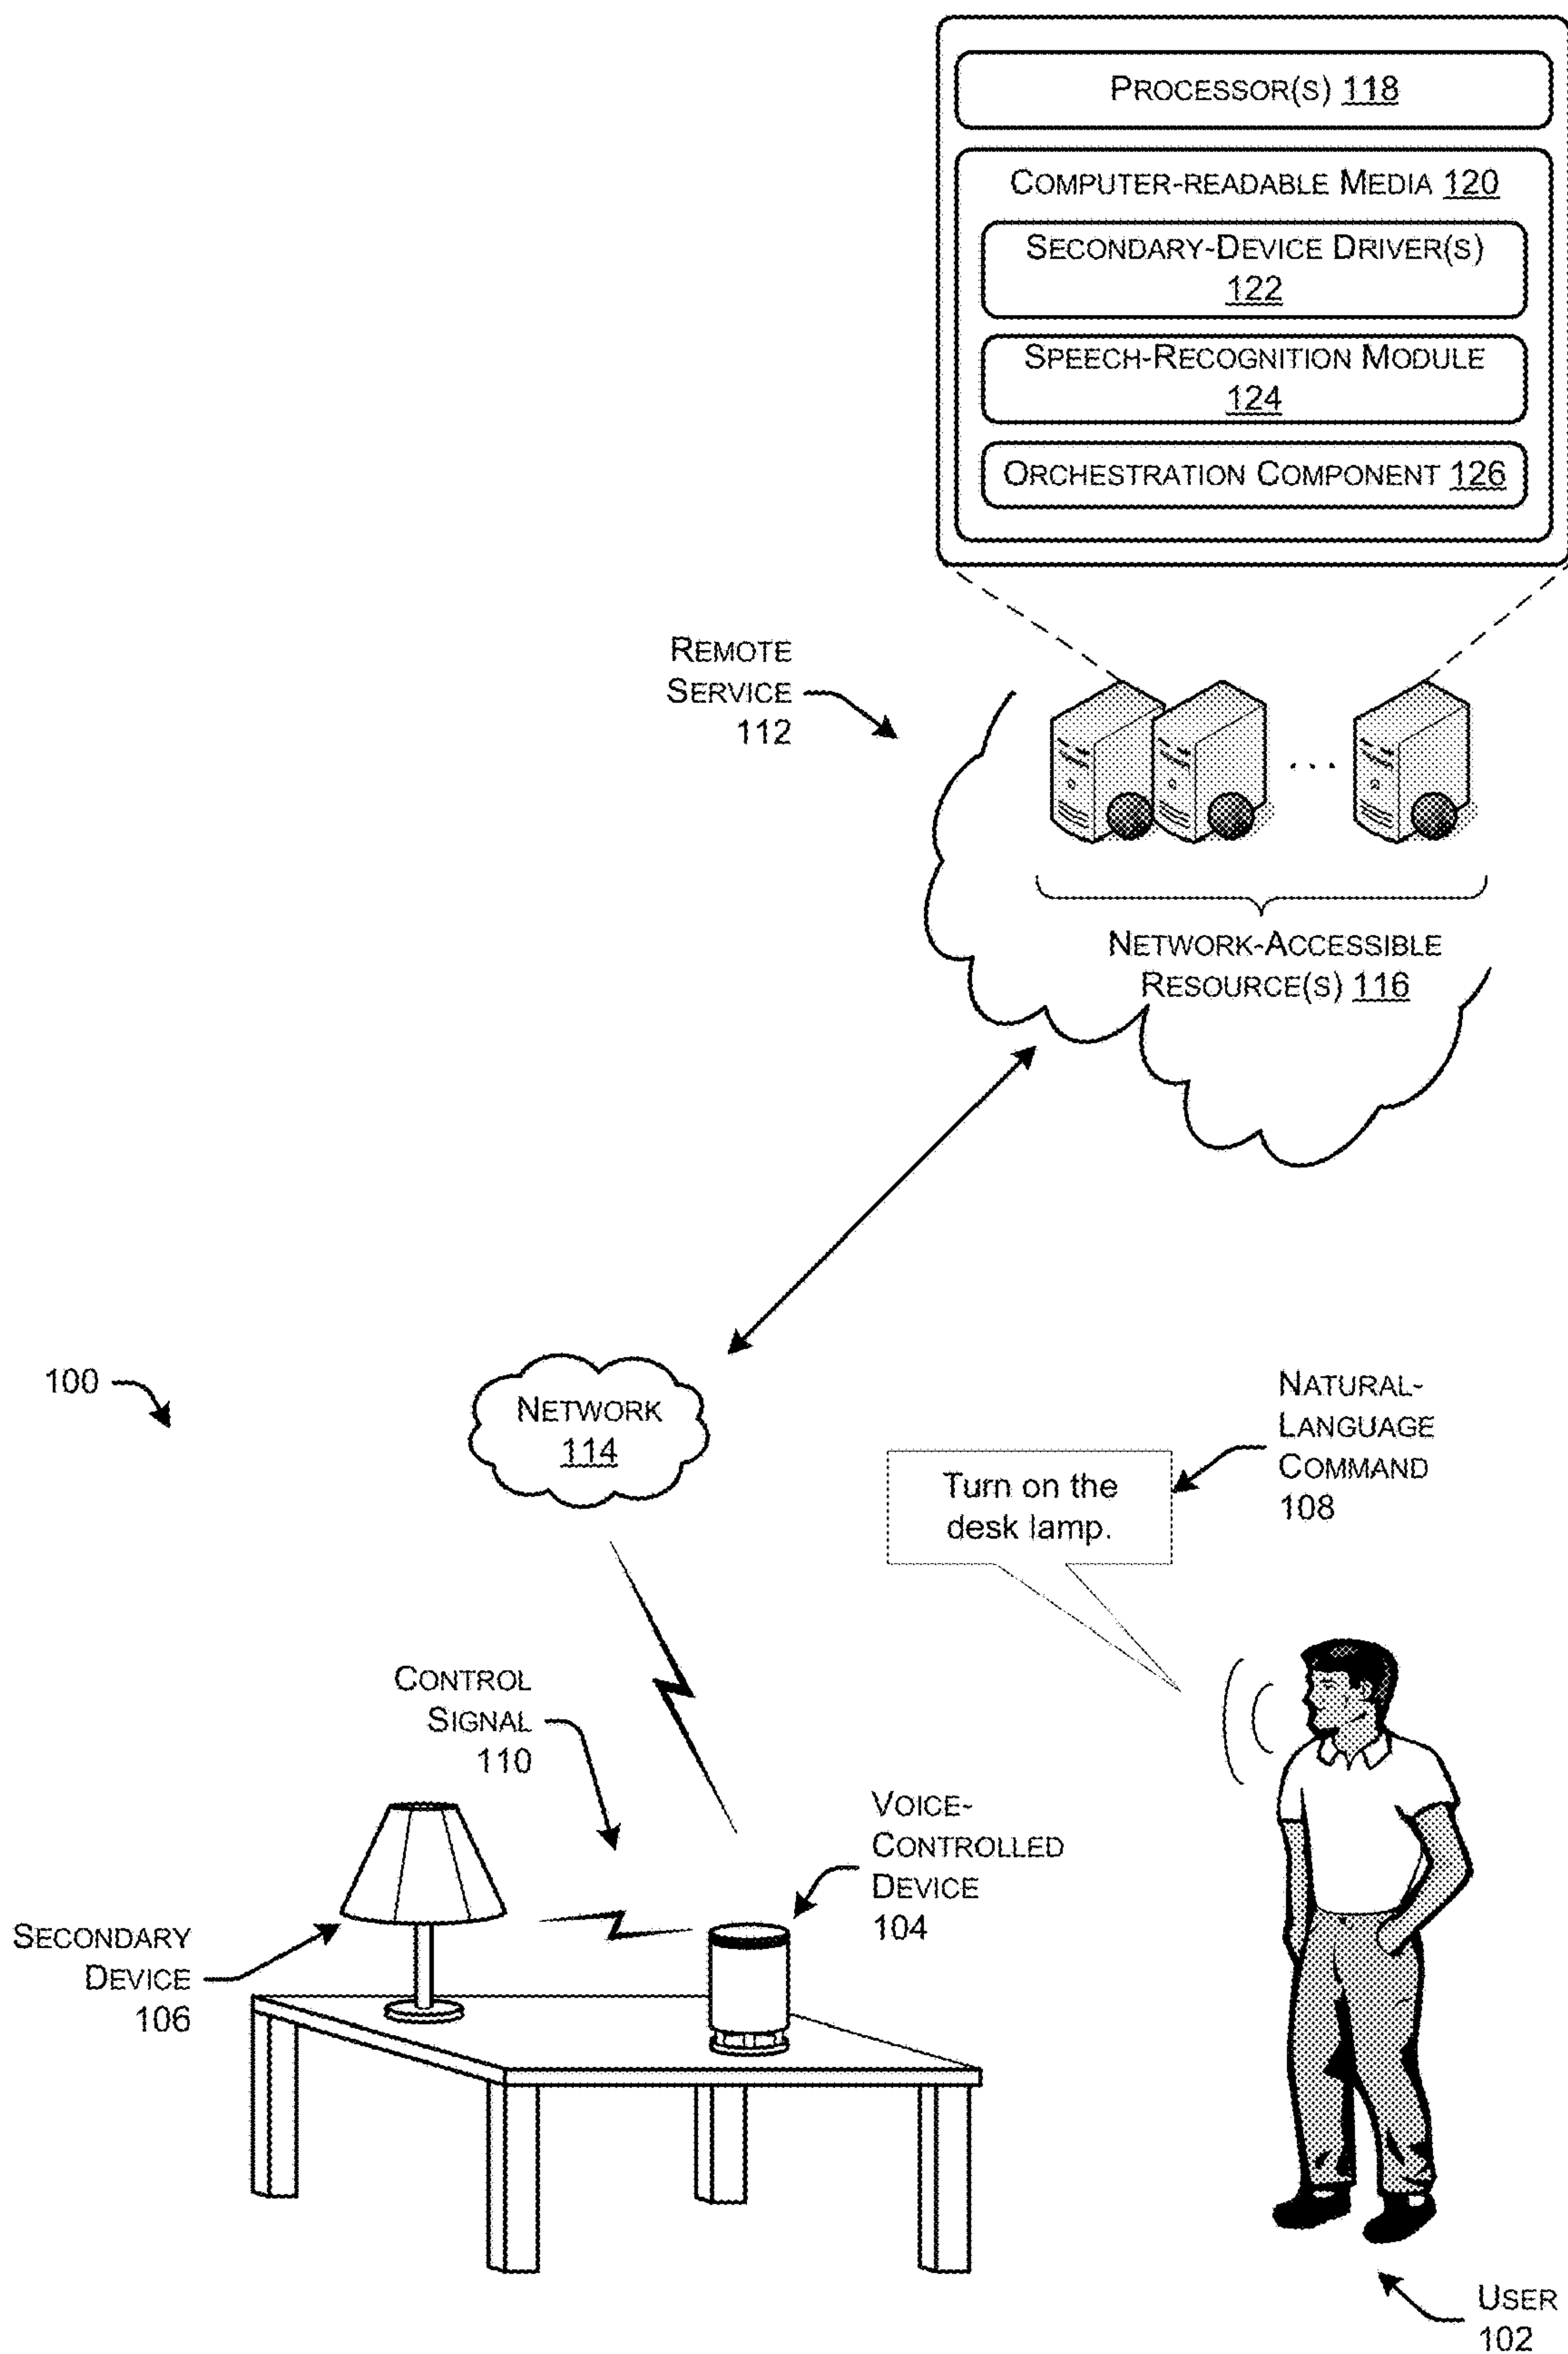 PROCESSOR(S) 118
COMPUTER-READABLE MEDIA 120
SECONDARY-DEVICE DRIVER(S)
122
SPEECH-RECOGNITION MODULE
124
ORCHESTRATION COMPONENT 126
REMOTE
SERVICE
112
...
NETWORK-ACCESSIBLE
RESOURCE(S) 116
100
NETWORK
114
NATURAL-
LANGUAGE
COMMAND
108
Turn on the
desk lamp.
CONTROL
SIGNAL
110
VOICE-
CONTROLLED
DEVICE
104
SECONDARY
DEVICE
106
USER
102